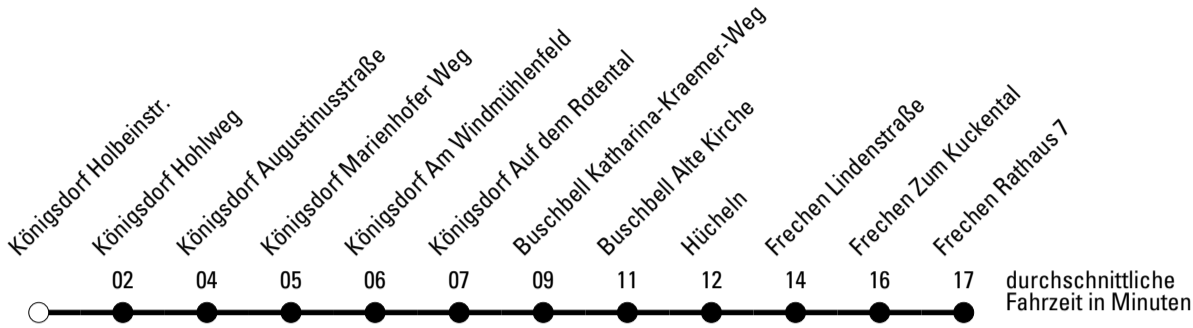 Königsdorf Holbeinstr.
Königsdorf Hohlweg
Königsdorf Augustinusstraße
Königsdorf Marienhofer Weg
Königsdorf Am Windmühlenfeld
Königsdorf Auf dem Rotental
Buschbell Katharina-Kraemer-Weg
Buschbell Alte Kirche
Hücheln
Frechen Lindenstraße
Frechen Zum Kuckental
Frechen Rathaus 7
02 04 05 06 07 09 11 12 14 16 17
durchschnittliche
Fahrzeit in Minuten